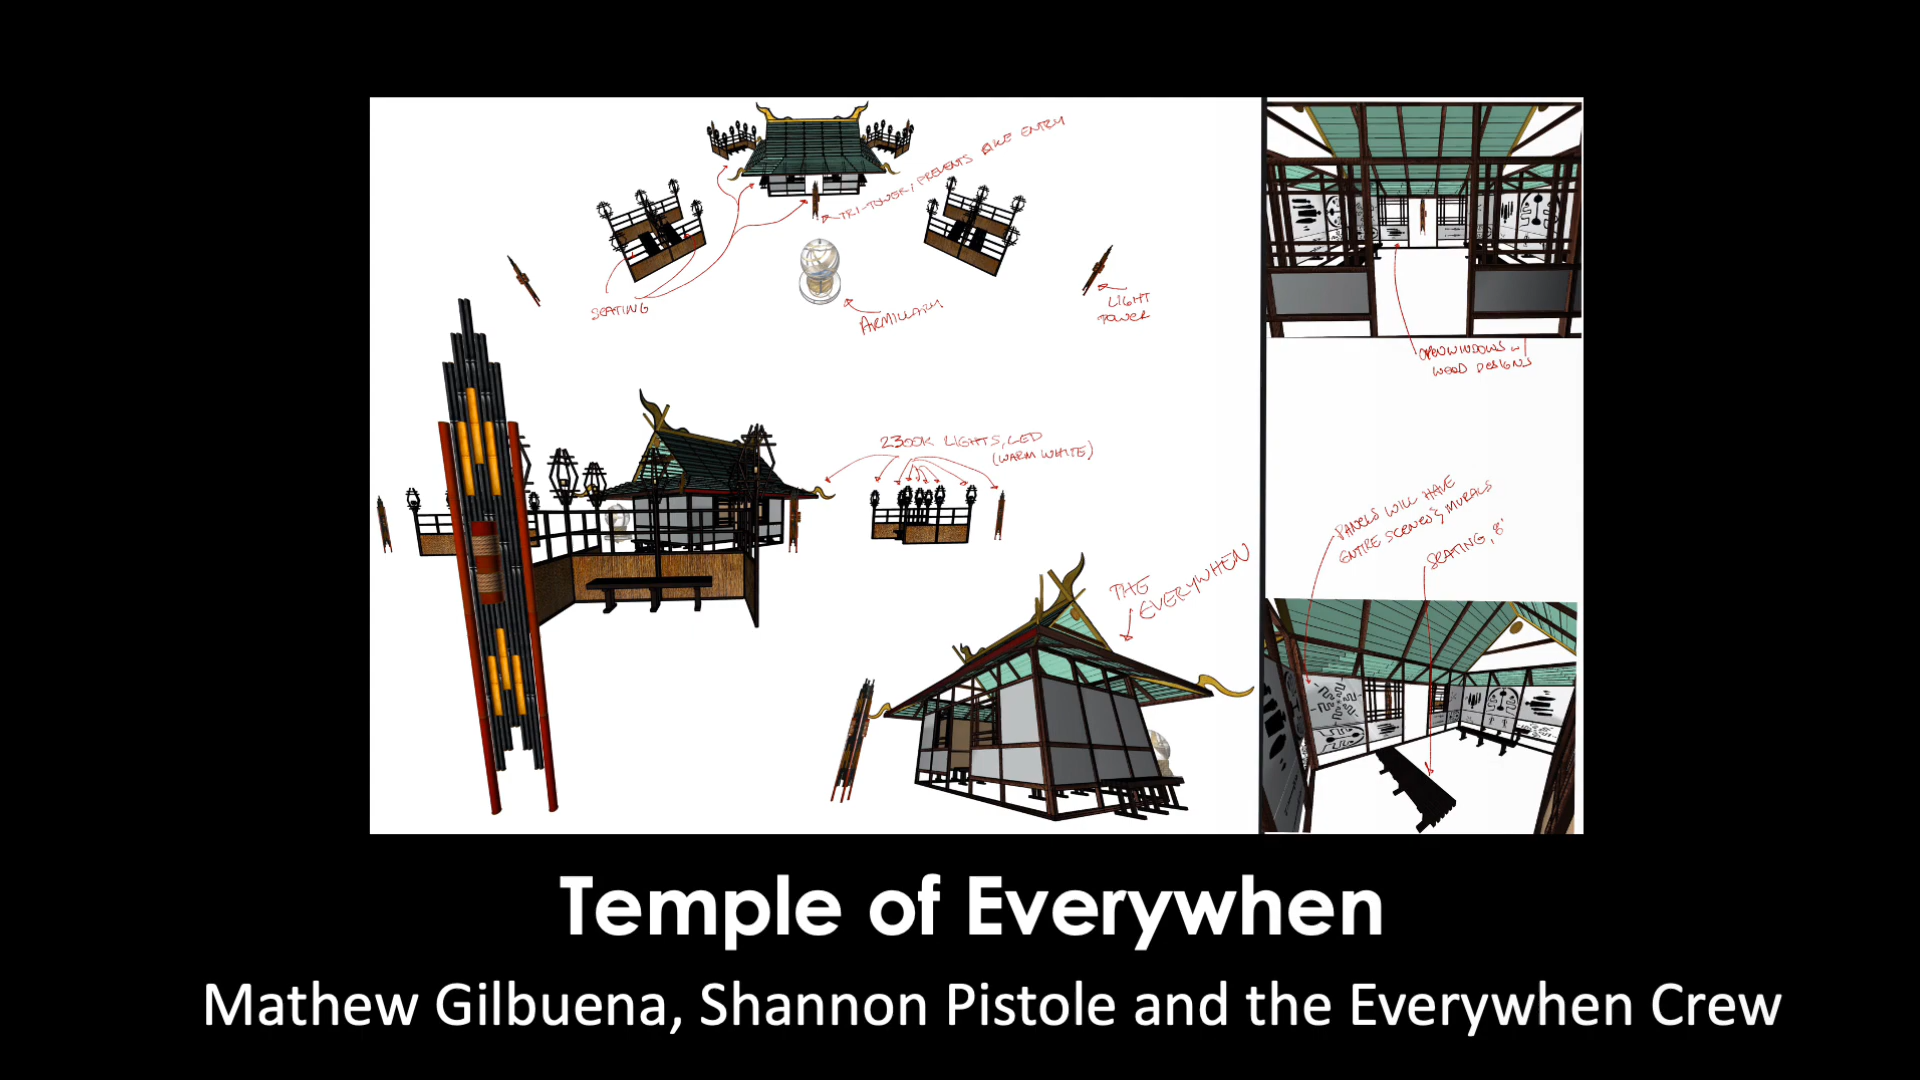 TRI-TOWER, PREVENTS BIKE ENTRY
SEATING
ARMILLARY
LIGHT
TOWER
OPEN WINDOWS w/
WOOD DESIGNS
2300K LIGHTS, LED
(WARM WHITE)
PANELS WILL HAVE
ENTIRE SCENES & MURALS
SEATING, 8'
THE
EVERYWHEN
Temple of Everywhen
Mathew Gilbuena, Shannon Pistole and the Everywhen Crew